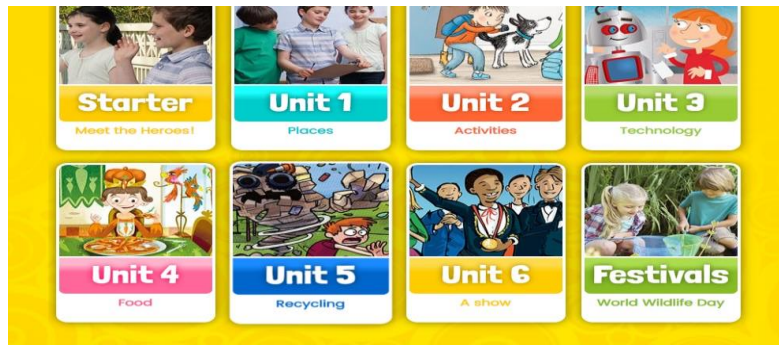 Starter
Meet the Heroes!
Unit 1
Places
Unit 2
Activities
Unit 3
Technology
Unit 4
Food
Unit 5
Recycling
Unit 6
A show
Festivals
World Wildlife Day